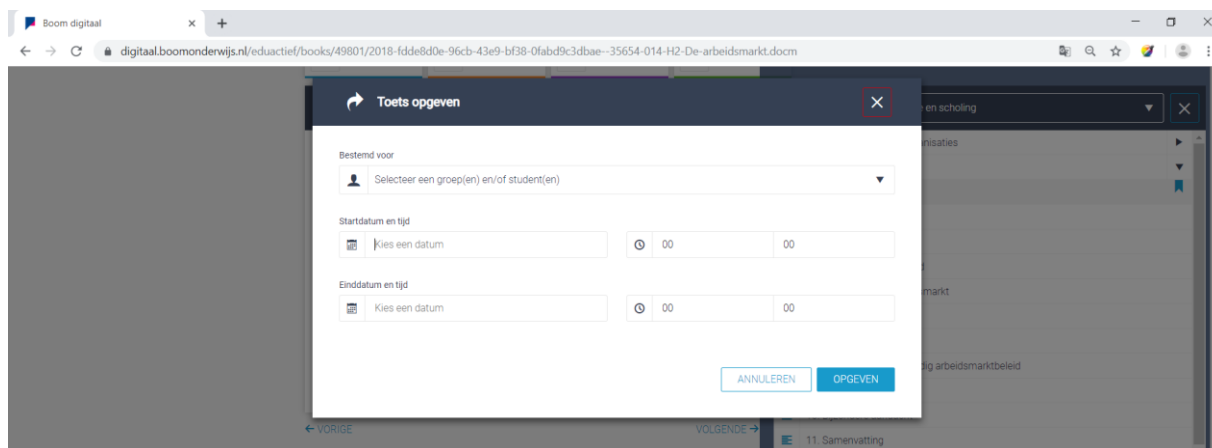 Boom digitaal
digitaal.boomonderwijs.nl/eduactief/books/49801/2018-fdde8d0e-96cb-43e9-bf38-0fabd9c3dbae--35654-014-H2-De-arbeidsmarkt.docm
Toets opgeven
en scholing
nisaties
Bestemd voor
Selecteer een groep(en) en/of student(en)
Startdatum en tijd
Kies een datum 00 00
Einddatum en tijd
markt
Kies een datum 00 00
dig arbeidsmarktbeleid
ANNULEREN OPGEVEN
VORIGE VOLGENDE
11. Samenvatting